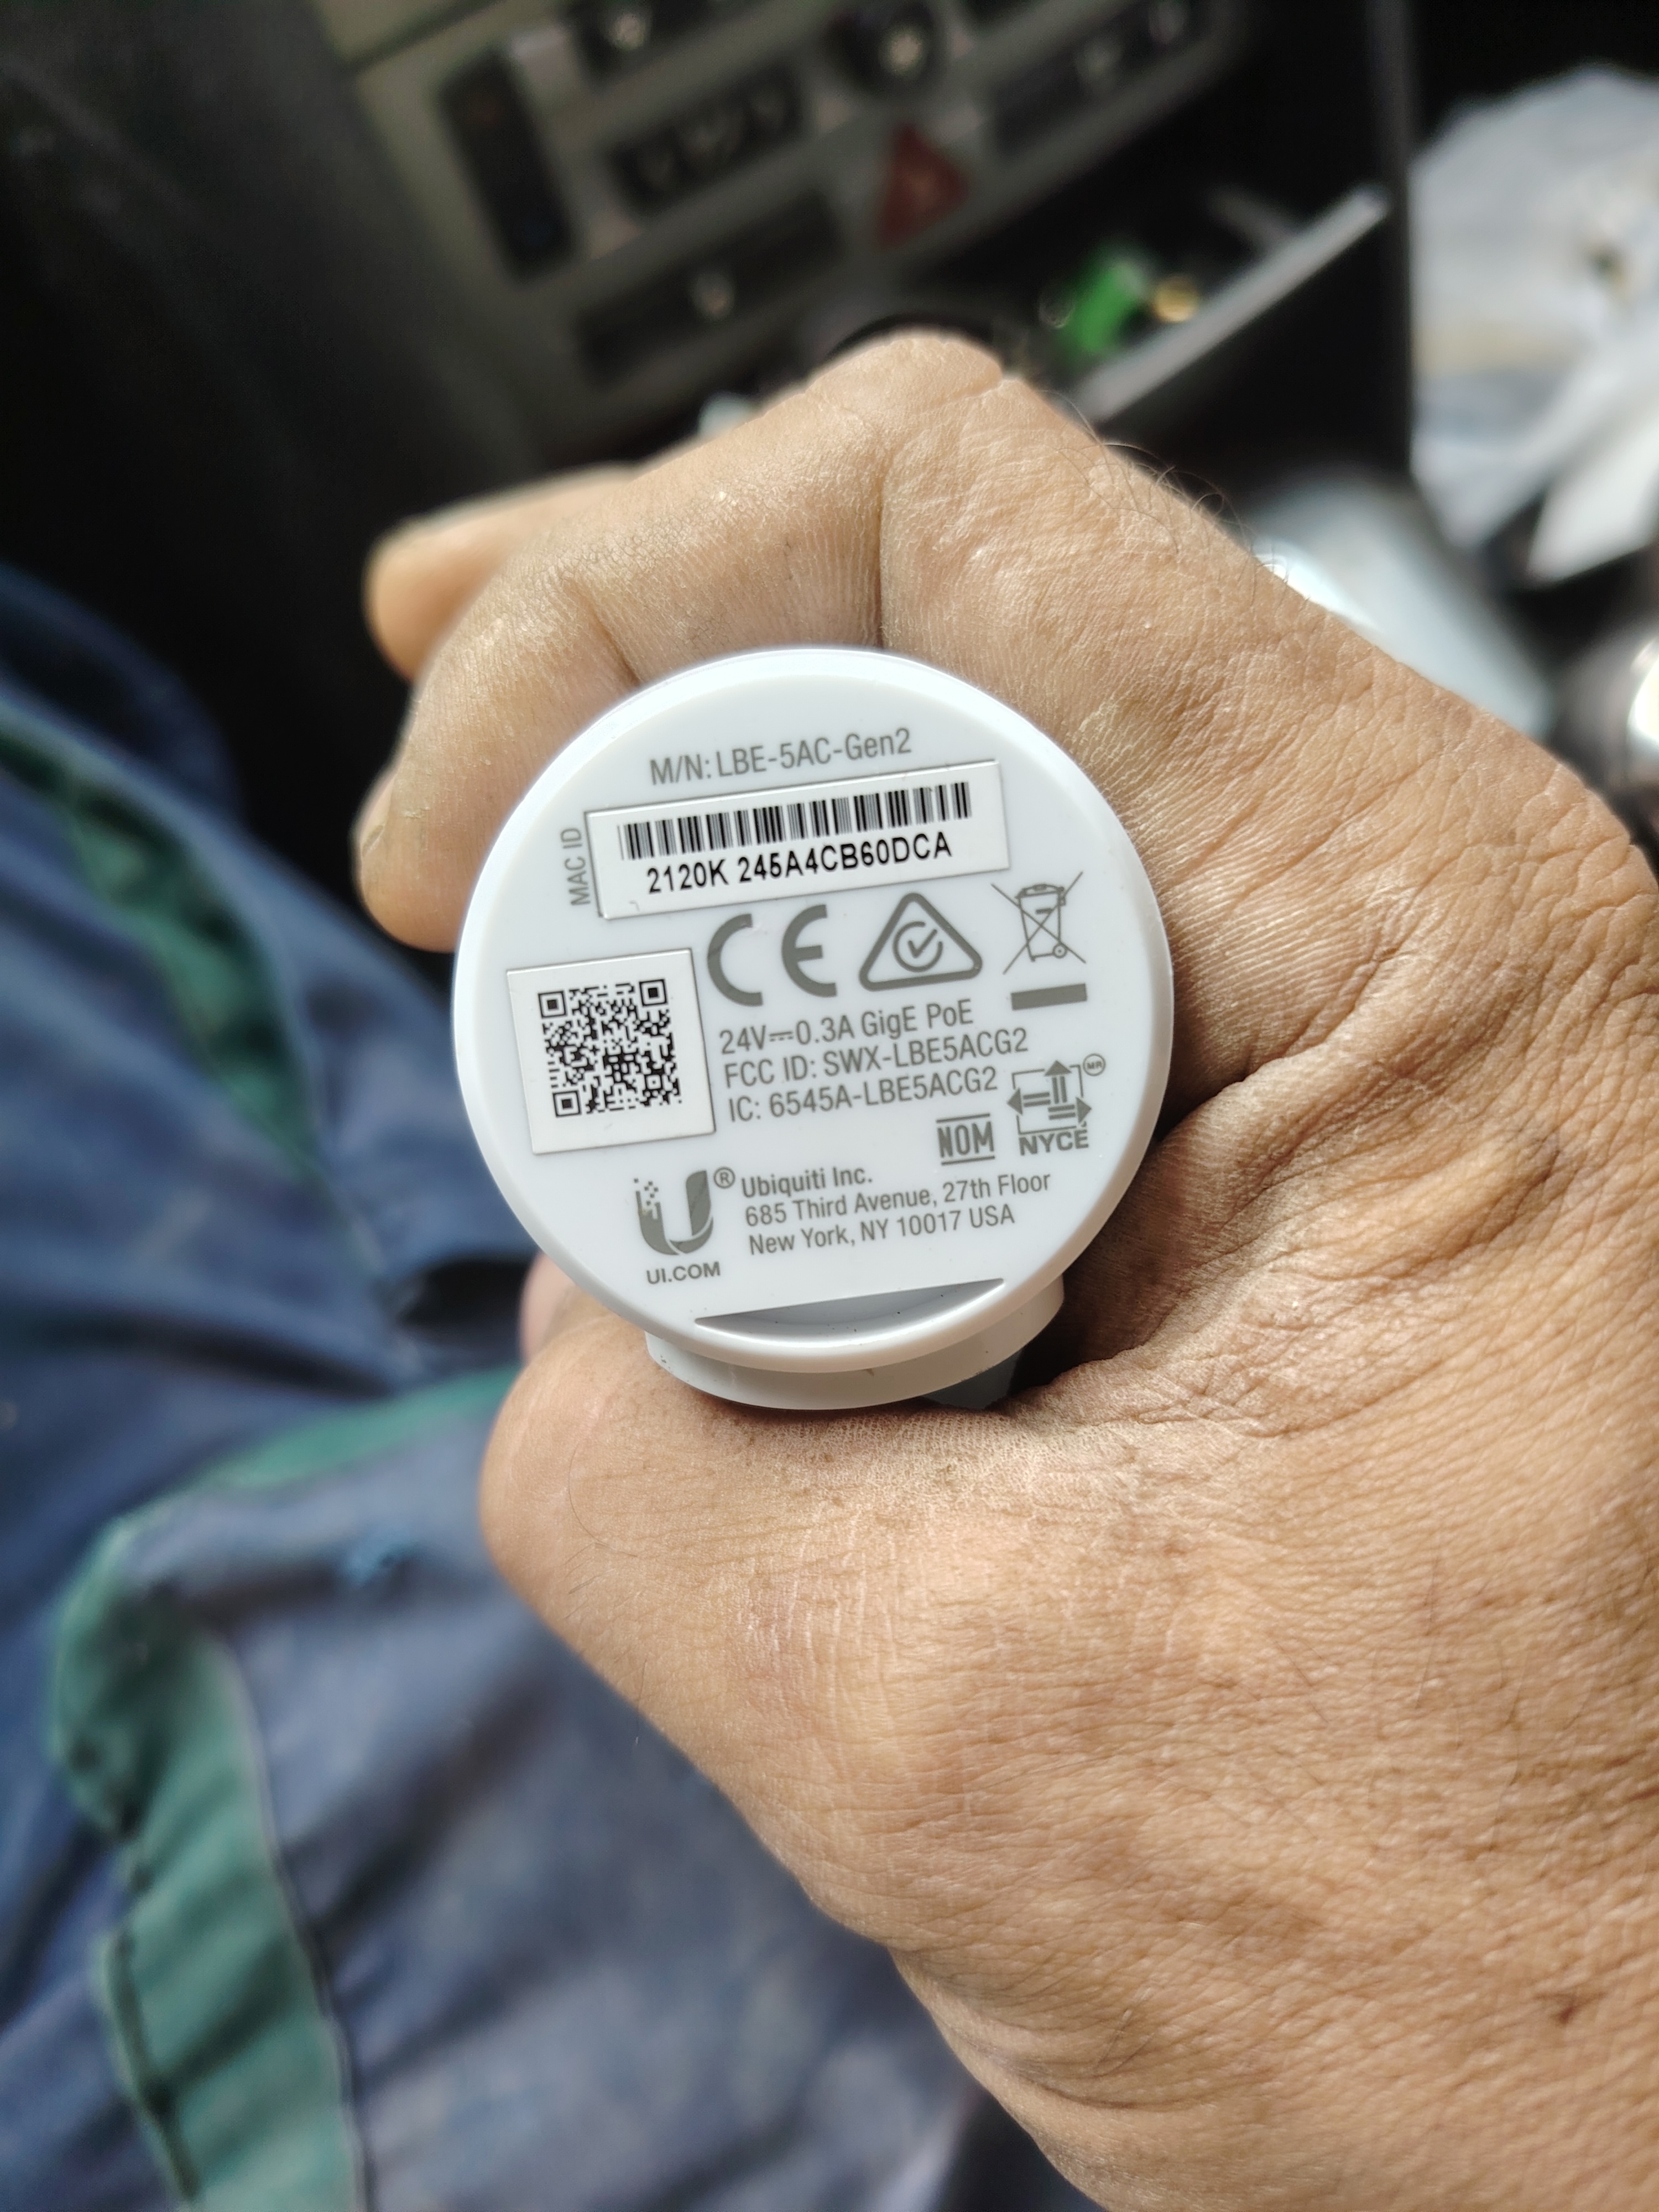 M/N: LBE-5AC-Gen2
MAC ID
2120K 245A4CB60DCA
CE
24V⎓0.3A GigE PoE
FCC ID: SWX-LBE5ACG2
IC: 6545A-LBE5ACG2
MR
NOM
NYCE
U®
Ubiquiti Inc.
685 Third Avenue, 27th Floor
New York, NY 10017 USA
UI.COM